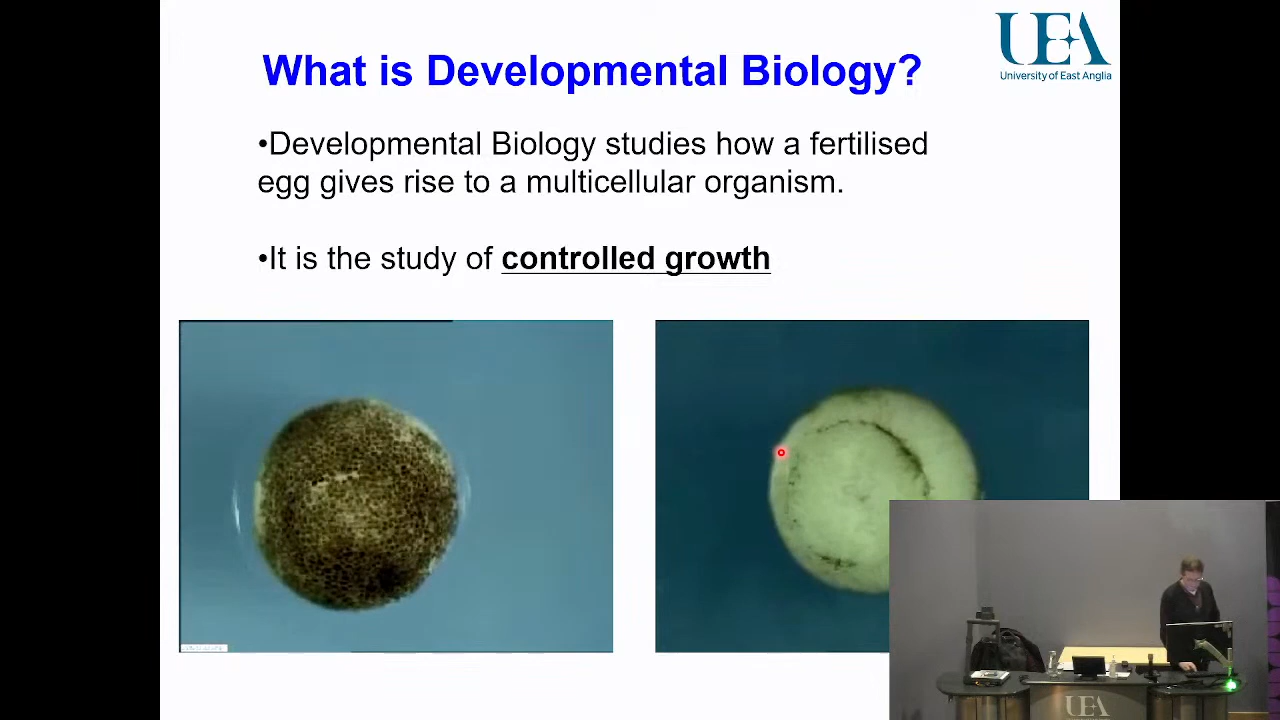 UEA
University of East Anglia
What is Developmental Biology?
•Developmental Biology studies how a fertilised
egg gives rise to a multicellular organism.
•It is the study of controlled growth
UEA